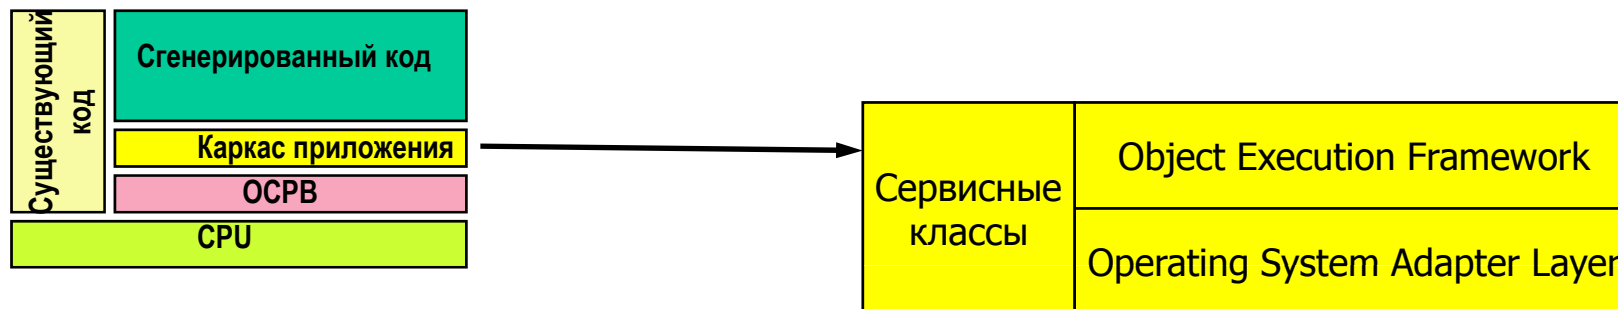 Существующий
код
Сгенерированный код
Каркас приложения
ОСРВ
CPU
Сервисные
классы
Object Execution Framework
Operating System Adapter Layer